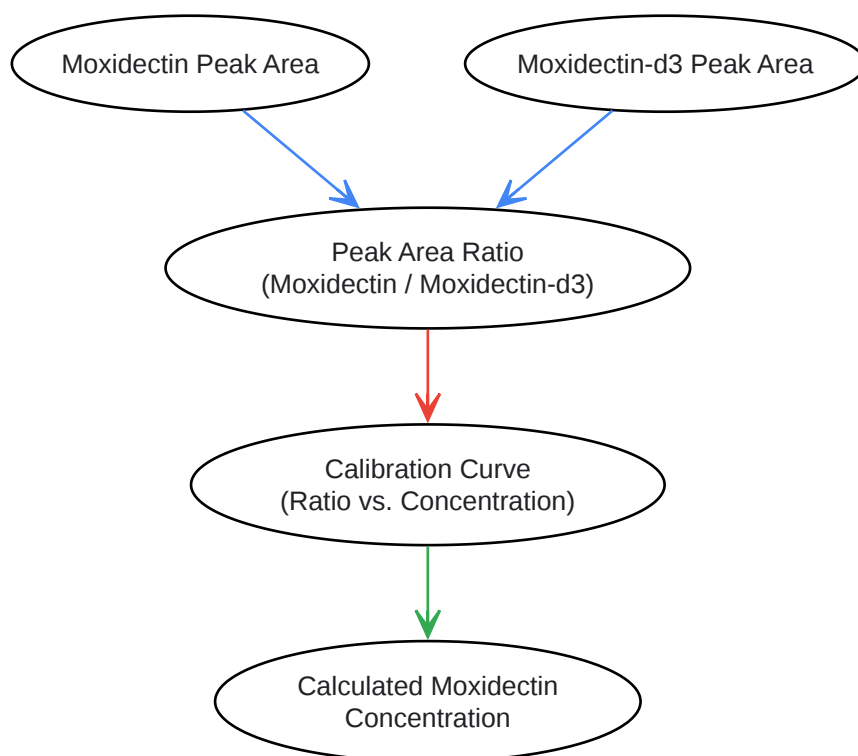 Moxidectin Peak Area
Moxidectin-d3 Peak Area
Peak Area Ratio
(Moxidectin / Moxidectin-d3)
Calibration Curve
(Ratio vs. Concentration)
Calculated Moxidectin
Concentration